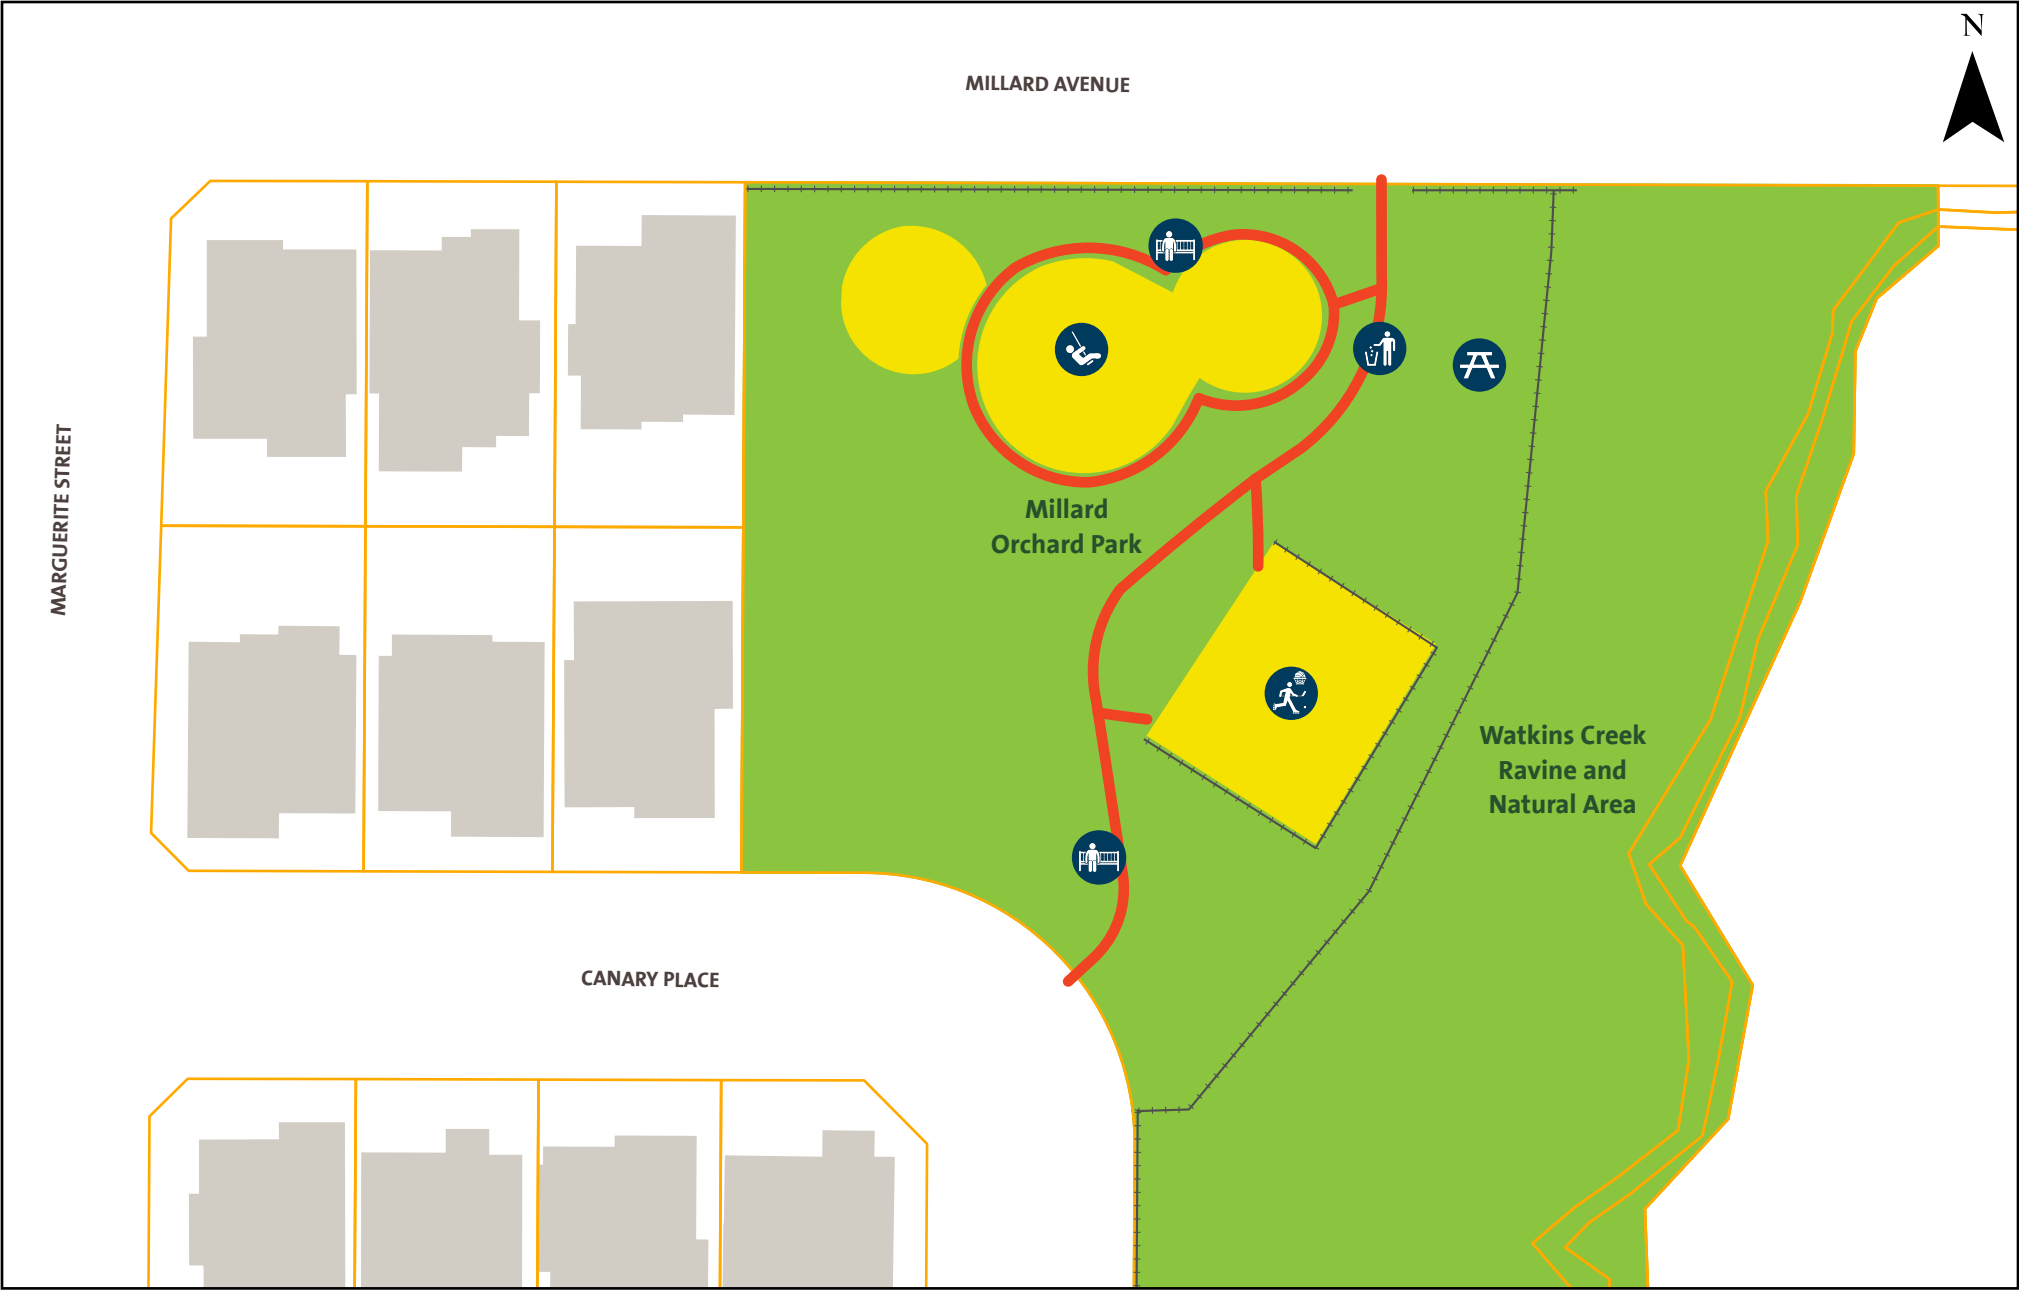 N
MILLARD AVENUE
MARGUERITE STREET
Millard
Orchard Park
Watkins Creek
Ravine and
Natural Area
CANARY PLACE